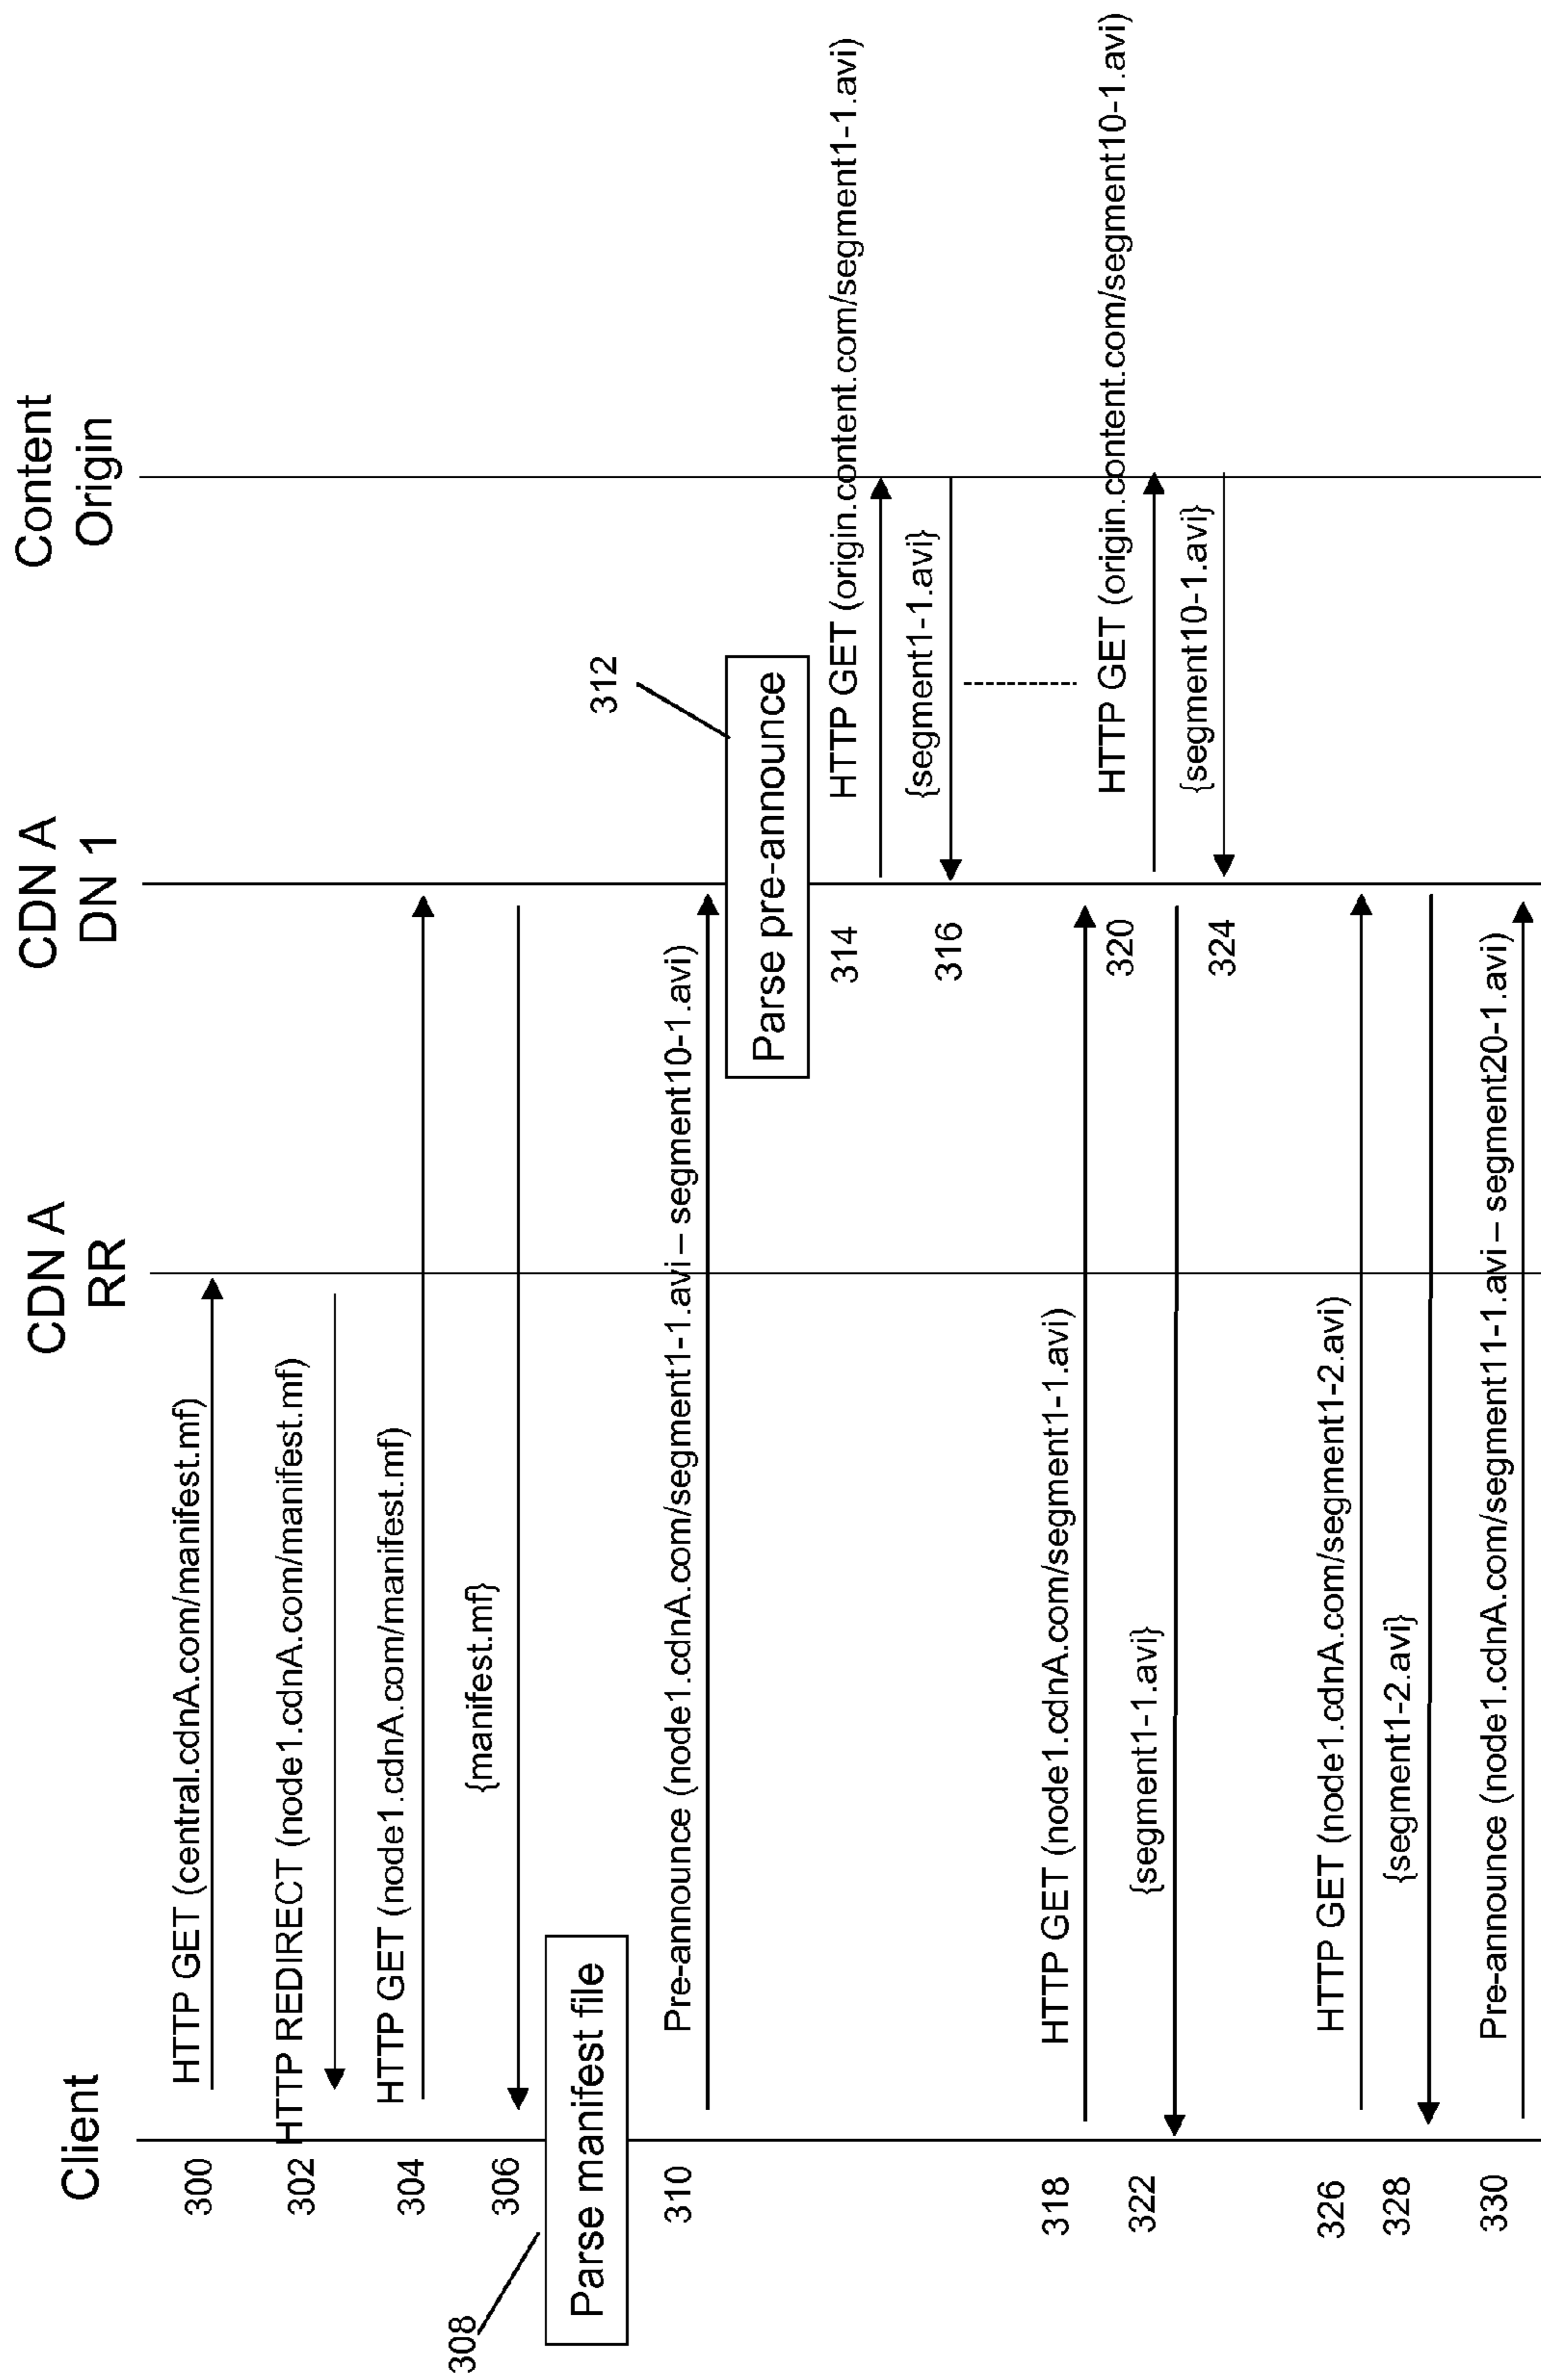 Client
CDN A
RR
CDN A
DN 1
Content
Origin
300
HTTP GET (central.cdnA.com/manifest.mf)
302
HTTP REDIRECT (node1.cdnA.com/manifest.mf)
304
HTTP GET (node1.cdnA.com/manifest.mf)
306
{manifest.mf}
308
Parse manifest file
310
Pre-announce (node1.cdnA.com/segment1-1.avi – segment10-1.avi)
312
Parse pre-announce
314
HTTP GET (origin.content.com/segment1-1.avi)
316
{segment1-1.avi}
318
HTTP GET (node1.cdnA.com/segment1-1.avi)
320
HTTP GET (origin.content.com/segment10-1.avi)
322
{segment1-1.avi}
324
{segment10-1.avi}
326
HTTP GET (node1.cdnA.com/segment1-2.avi)
328
{segment1-2.avi}
330
Pre-announce (node1.cdnA.com/segment11-1.avi – segment20-1.avi)